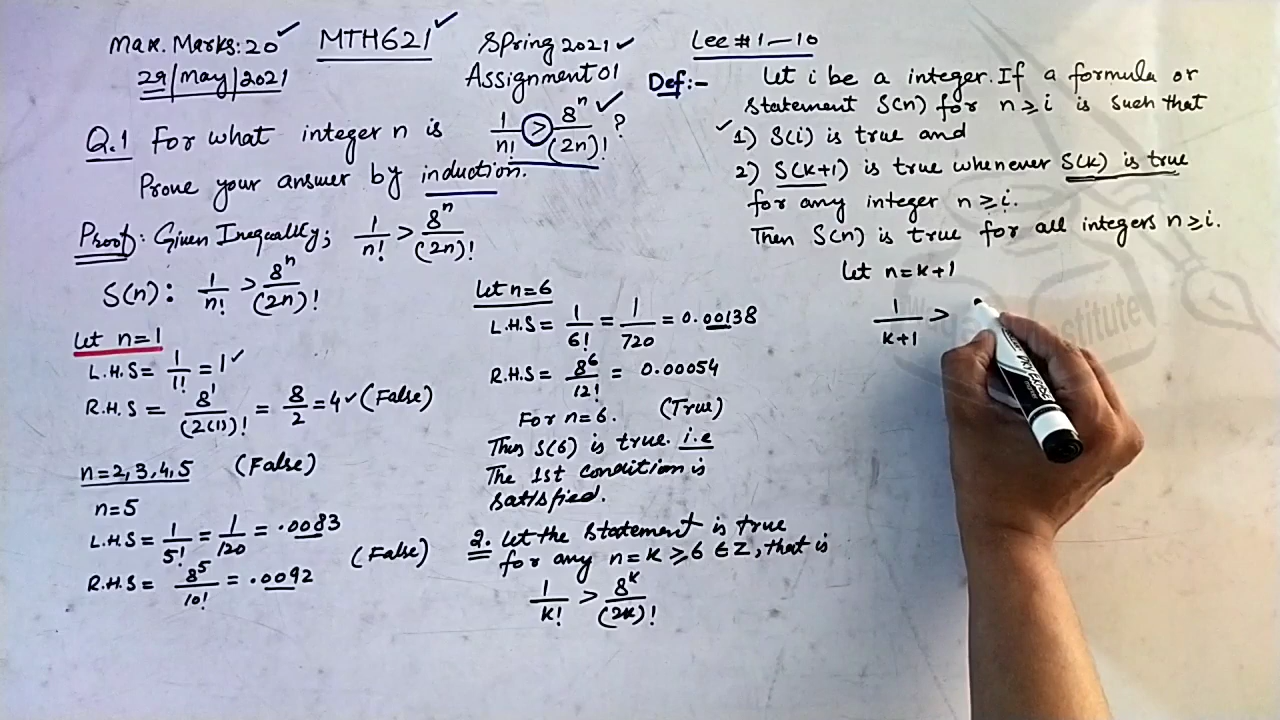 Max. Marks: 20 ✓ MTH621 ✓ Spring 2021 ✓ Lec # 1—10
29/May/2021 Assignment 01
Q.1 For what integer n is 1/n! > 8^n/(2n)! ✓ ?
Prove your answer by induction.
Proof: Given Inequality; 1/n! > 8^n/(2n)!
S(n): 1/n! > 8^n/(2n)!
Let n=1
L.H.S = 1/1! = 1 ✓
R.H.S = 8^1/(2(1))! = 8/2 = 4 ✓ (False)
n=2,3,4,5 (False)
n=5
L.H.S = 1/5! = 1/120 = .0083
(False)
R.H.S = 8^5/10! = .0092
Let n=6
L.H.S = 1/6! = 1/720 = 0.00138
R.H.S = 8^6/12! = 0.00054
For n=6. (True)
Thus S(6) is true. i.e
The 1st condition is
satisfied.
2. Let the statement is true
for any n=k ≥ 6 ∈ Z, that is
1/k! > 8^k/(2k)!
Def:- Let i be a integer. If a formula or
statement S(n) for n ≥ i is such that
✓ 1) S(i) is true and
2) S(k+1) is true whenever S(k) is true
for any integer n ≥ i.
Then S(n) is true for all integers n ≥ i.
Let n=k+1
1/k+1 >